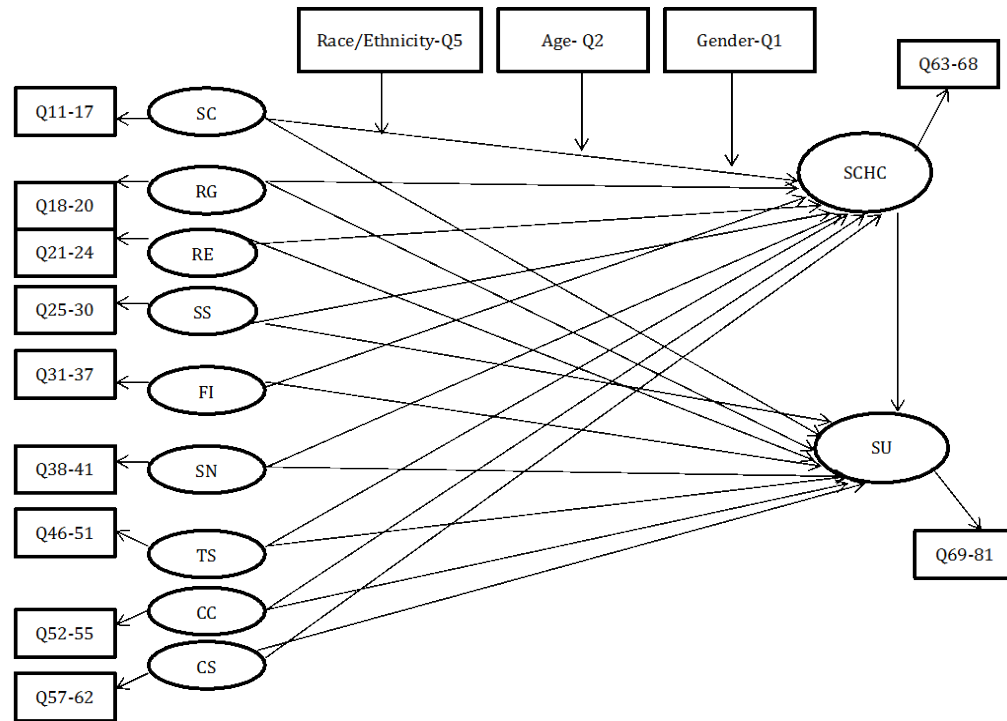 Race/Ethnicity-Q5
Age- Q2
Gender-Q1
Q63-68
Q11-17
SC
SCHC
RG
Q18-20
Q21-24
RE
Q25-30
SS
Q31-37
FI
SU
Q38-41
SN
Q46-51
TS
Q69-81
CC
Q52-55
CS
Q57-62